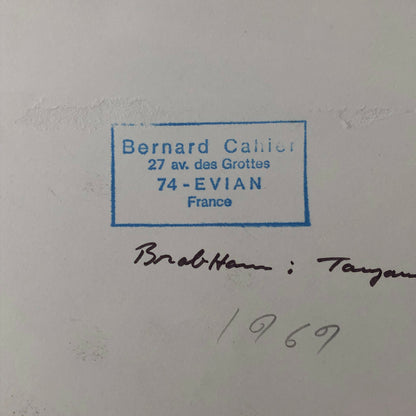 Bernard Cahier
27 av. des Grottes
74 - EVIAN
France
BrabHam :
1969